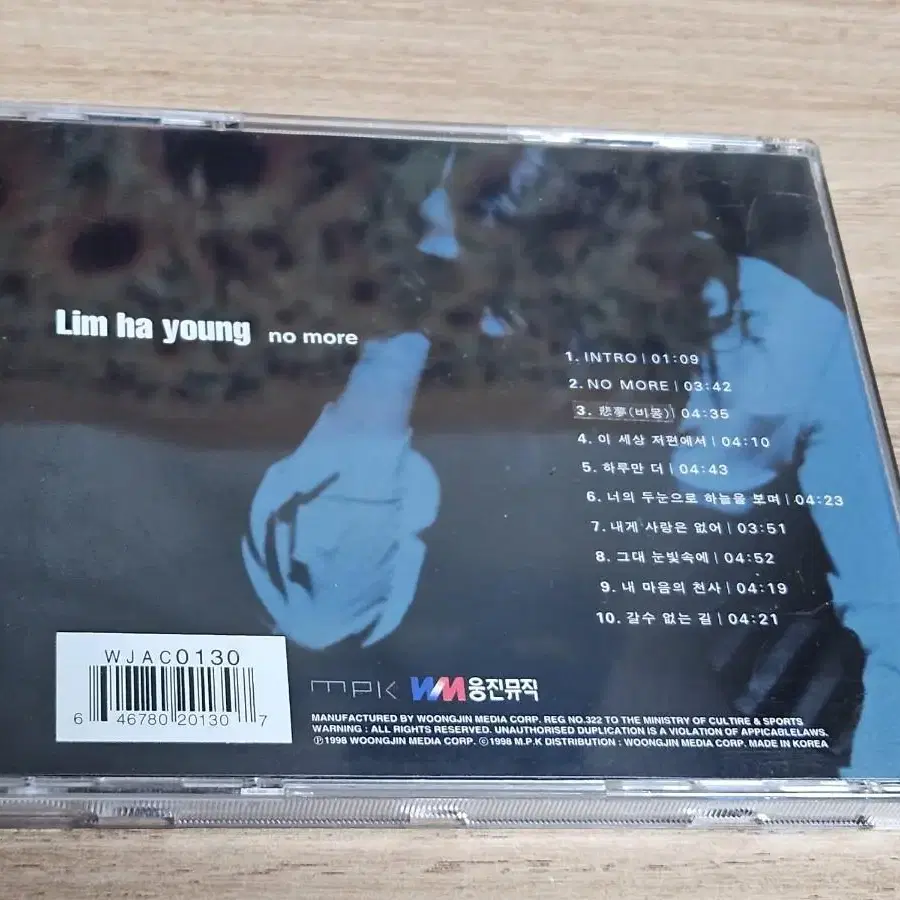 Lim ha young no more
1. INTRO | 01:09
2. NO MORE | 03:42
3. 悲夢(비몽) | 04:35
4. 이 세상 저편에서 | 04:10
5. 하루만 더 | 04:43
6. 너의 두눈으로 하늘을 보며 | 04:23
7. 내게 사랑은 없어 | 03:51
8. 그대 눈빛속에 | 04:52
9. 내 마음의 천사 | 04:19
10. 갈수 없는 길 | 04:21
WJAC0130
6 46780 20130 7
mpk WM웅진뮤직
MANUFACTURED BY WOONGJIN MEDIA CORP. REG NO.322 TO THE MINISTRY OF CULTIRE & SPORTS
WARNING : ALL RIGHTS RESERVED. UNAUTHORISED DUPLICATION IS A VIOLATION OF APPICABLELAWS.
Ⓟ1998 WOONGJIN MEDIA CORP. ⓒ1998 M.P.K DISTRIBUTION : WOONGJIN MEDIA CORP. MADE IN KOREA